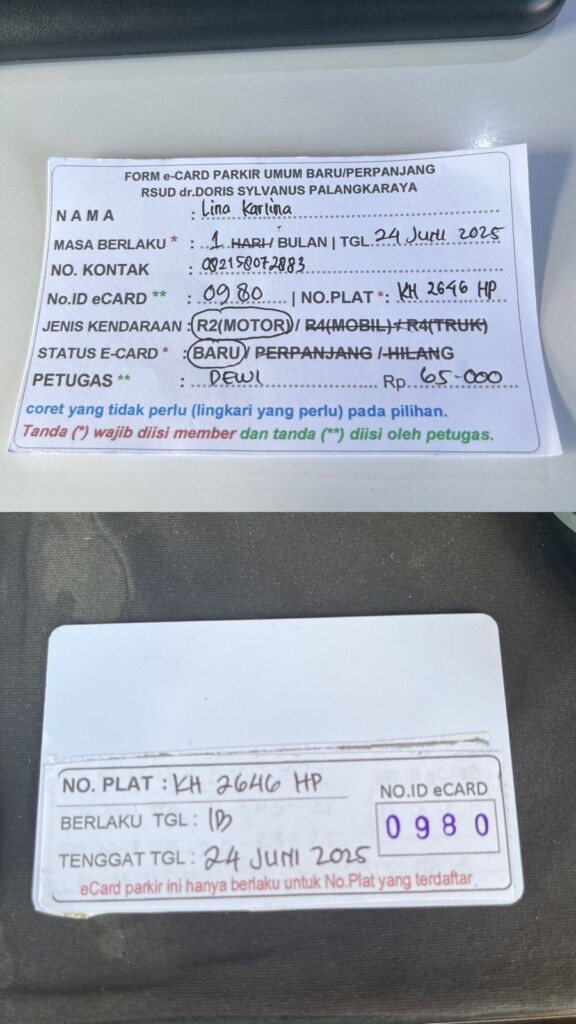 FORM e-CARD PARKIR UMUM BARU/PERPANJANG
RSUD dr.DORIS SYLVANUS PALANGKARAYA
NAMA : Lina Karlina
MASA BERLAKU * : 1 HARI / BULAN | TGL. 24 Juni 2025
NO. KONTAK : 082158072883
No.ID eCARD ** : 0980 | NO.PLAT *: KH 2646 HP
JENIS KENDARAAN : R2(MOTOR) / R4(MOBIL) / R4(TRUK)
STATUS E-CARD * : BARU / PERPANJANG / HILANG
PETUGAS ** : DEWI Rp. 65.000
coret yang tidak perlu (lingkari yang perlu) pada pilihan.
Tanda (*) wajib diisi member dan tanda (**) diisi oleh petugas.
NO. PLAT : KH 2646 HP
NO.ID eCARD
BERLAKU TGL : 1B
0980
TENGGAT TGL : 24 JUNI 2025
eCard parkir ini hanya berlaku untuk No.Plat yang terdaftar